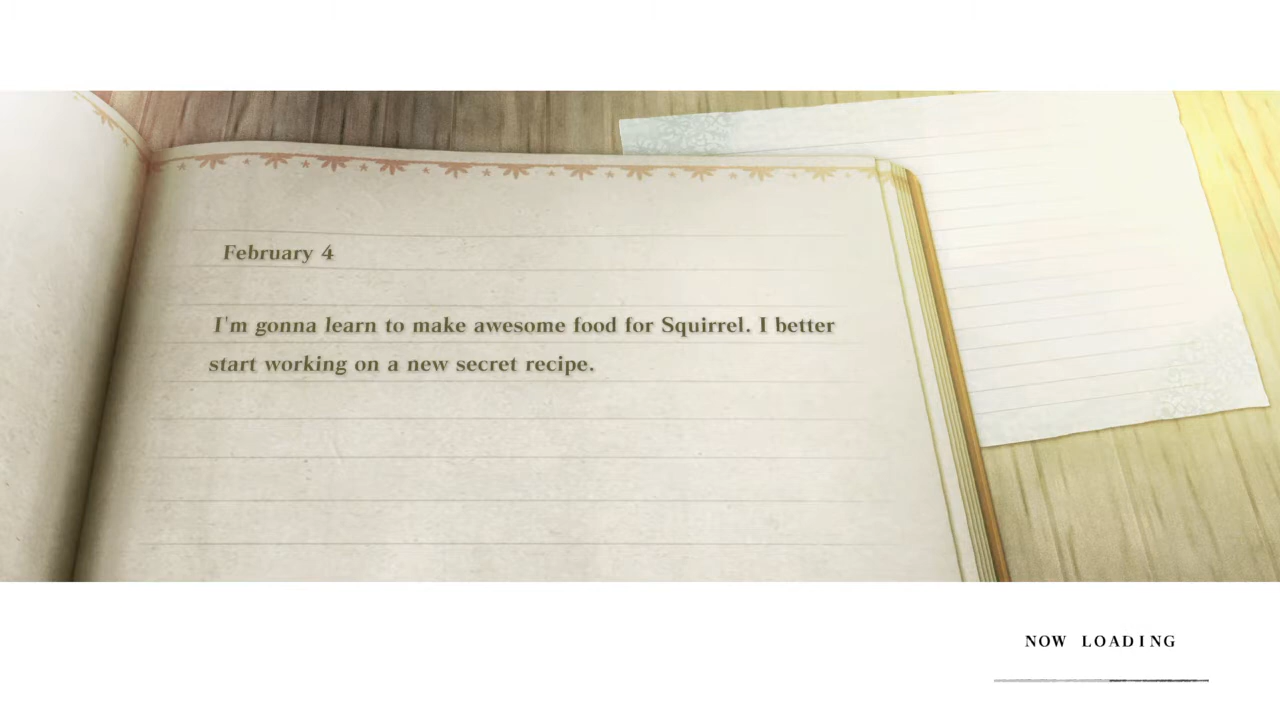 February 4
I'm gonna learn to make awesome food for Squirrel. I better
start working on a new secret recipe.
NOW LOADING